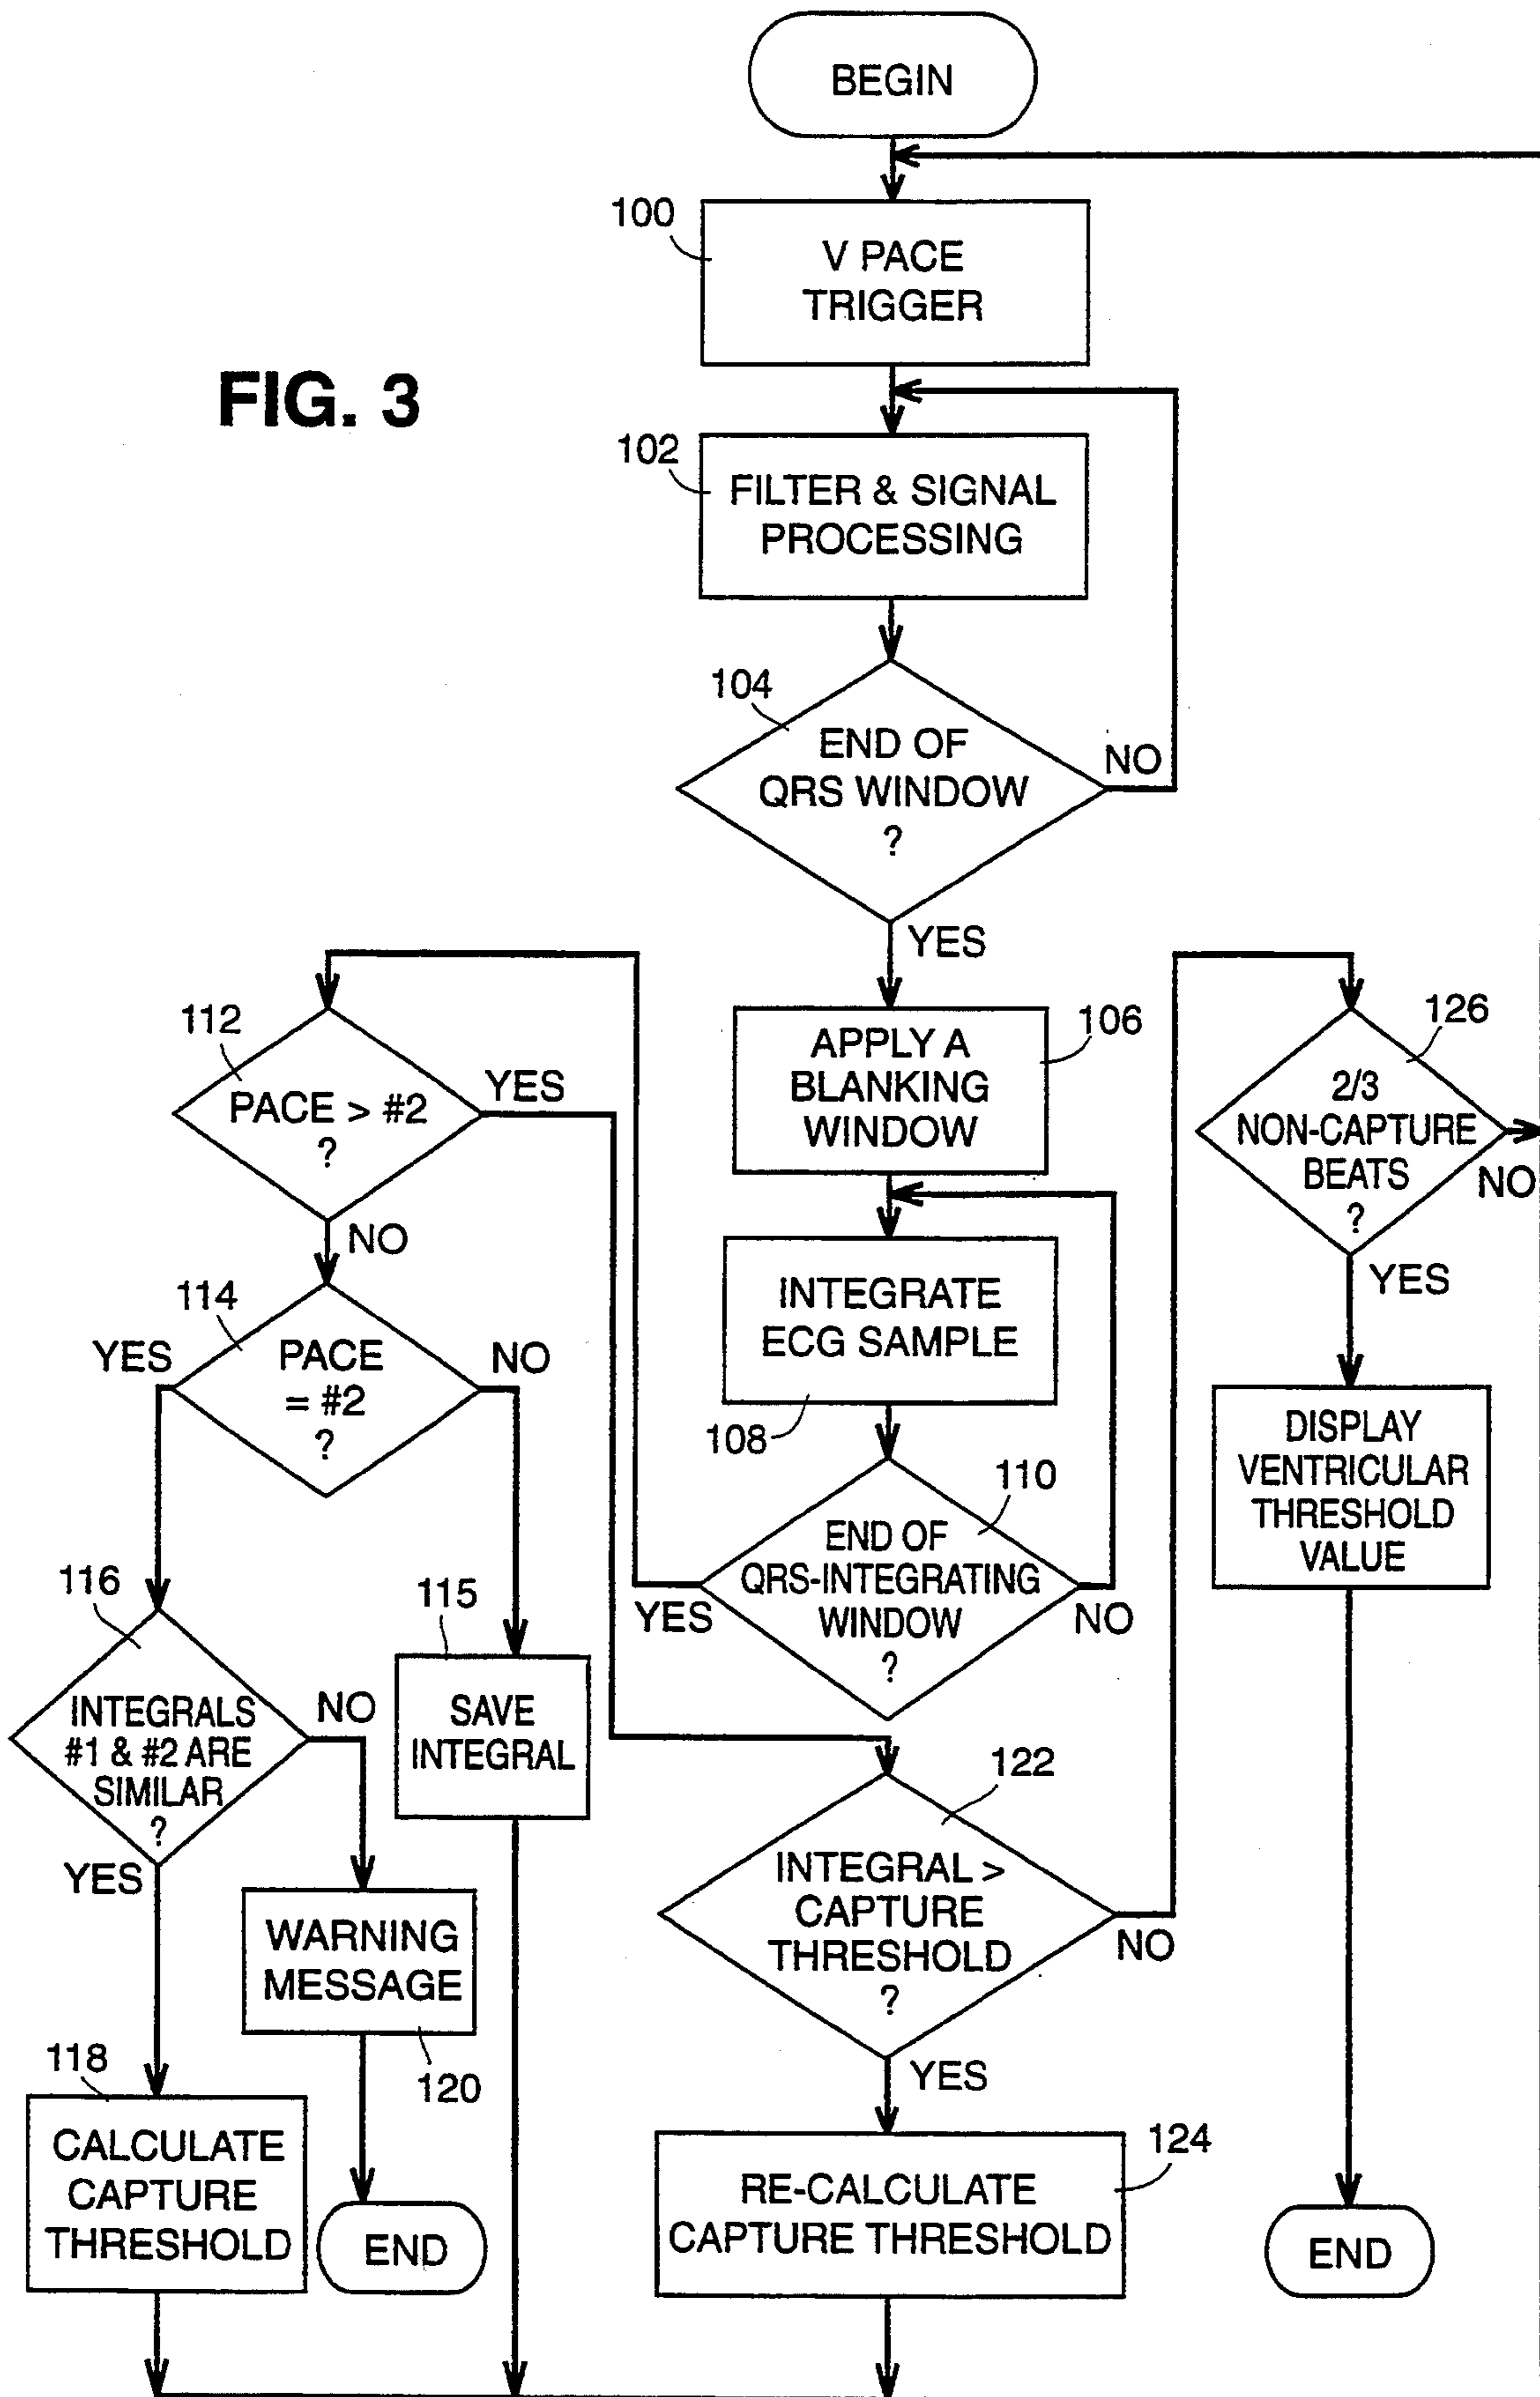 BEGIN
100
V PACE
TRIGGER
FIG. 3
102
FILTER & SIGNAL
PROCESSING
104
END OF
QRS WINDOW
?
NO
YES
106
APPLY A
BLANKING
WINDOW
INTEGRATE
ECG SAMPLE
108
110
END OF
QRS-INTEGRATING
WINDOW
?
YES
NO
112
PACE > #2
?
YES
NO
114
PACE
= #2
?
YES
NO
116
INTEGRALS
#1 & #2 ARE
SIMILAR
?
NO
YES
115
SAVE
INTEGRAL
WARNING
MESSAGE
120
END
118
CALCULATE
CAPTURE
THRESHOLD
122
INTEGRAL >
CAPTURE
THRESHOLD
?
NO
YES
124
RE-CALCULATE
CAPTURE THRESHOLD
126
2/3
NON-CAPTURE
BEATS
?
NO
YES
DISPLAY
VENTRICULAR
THRESHOLD
VALUE
END